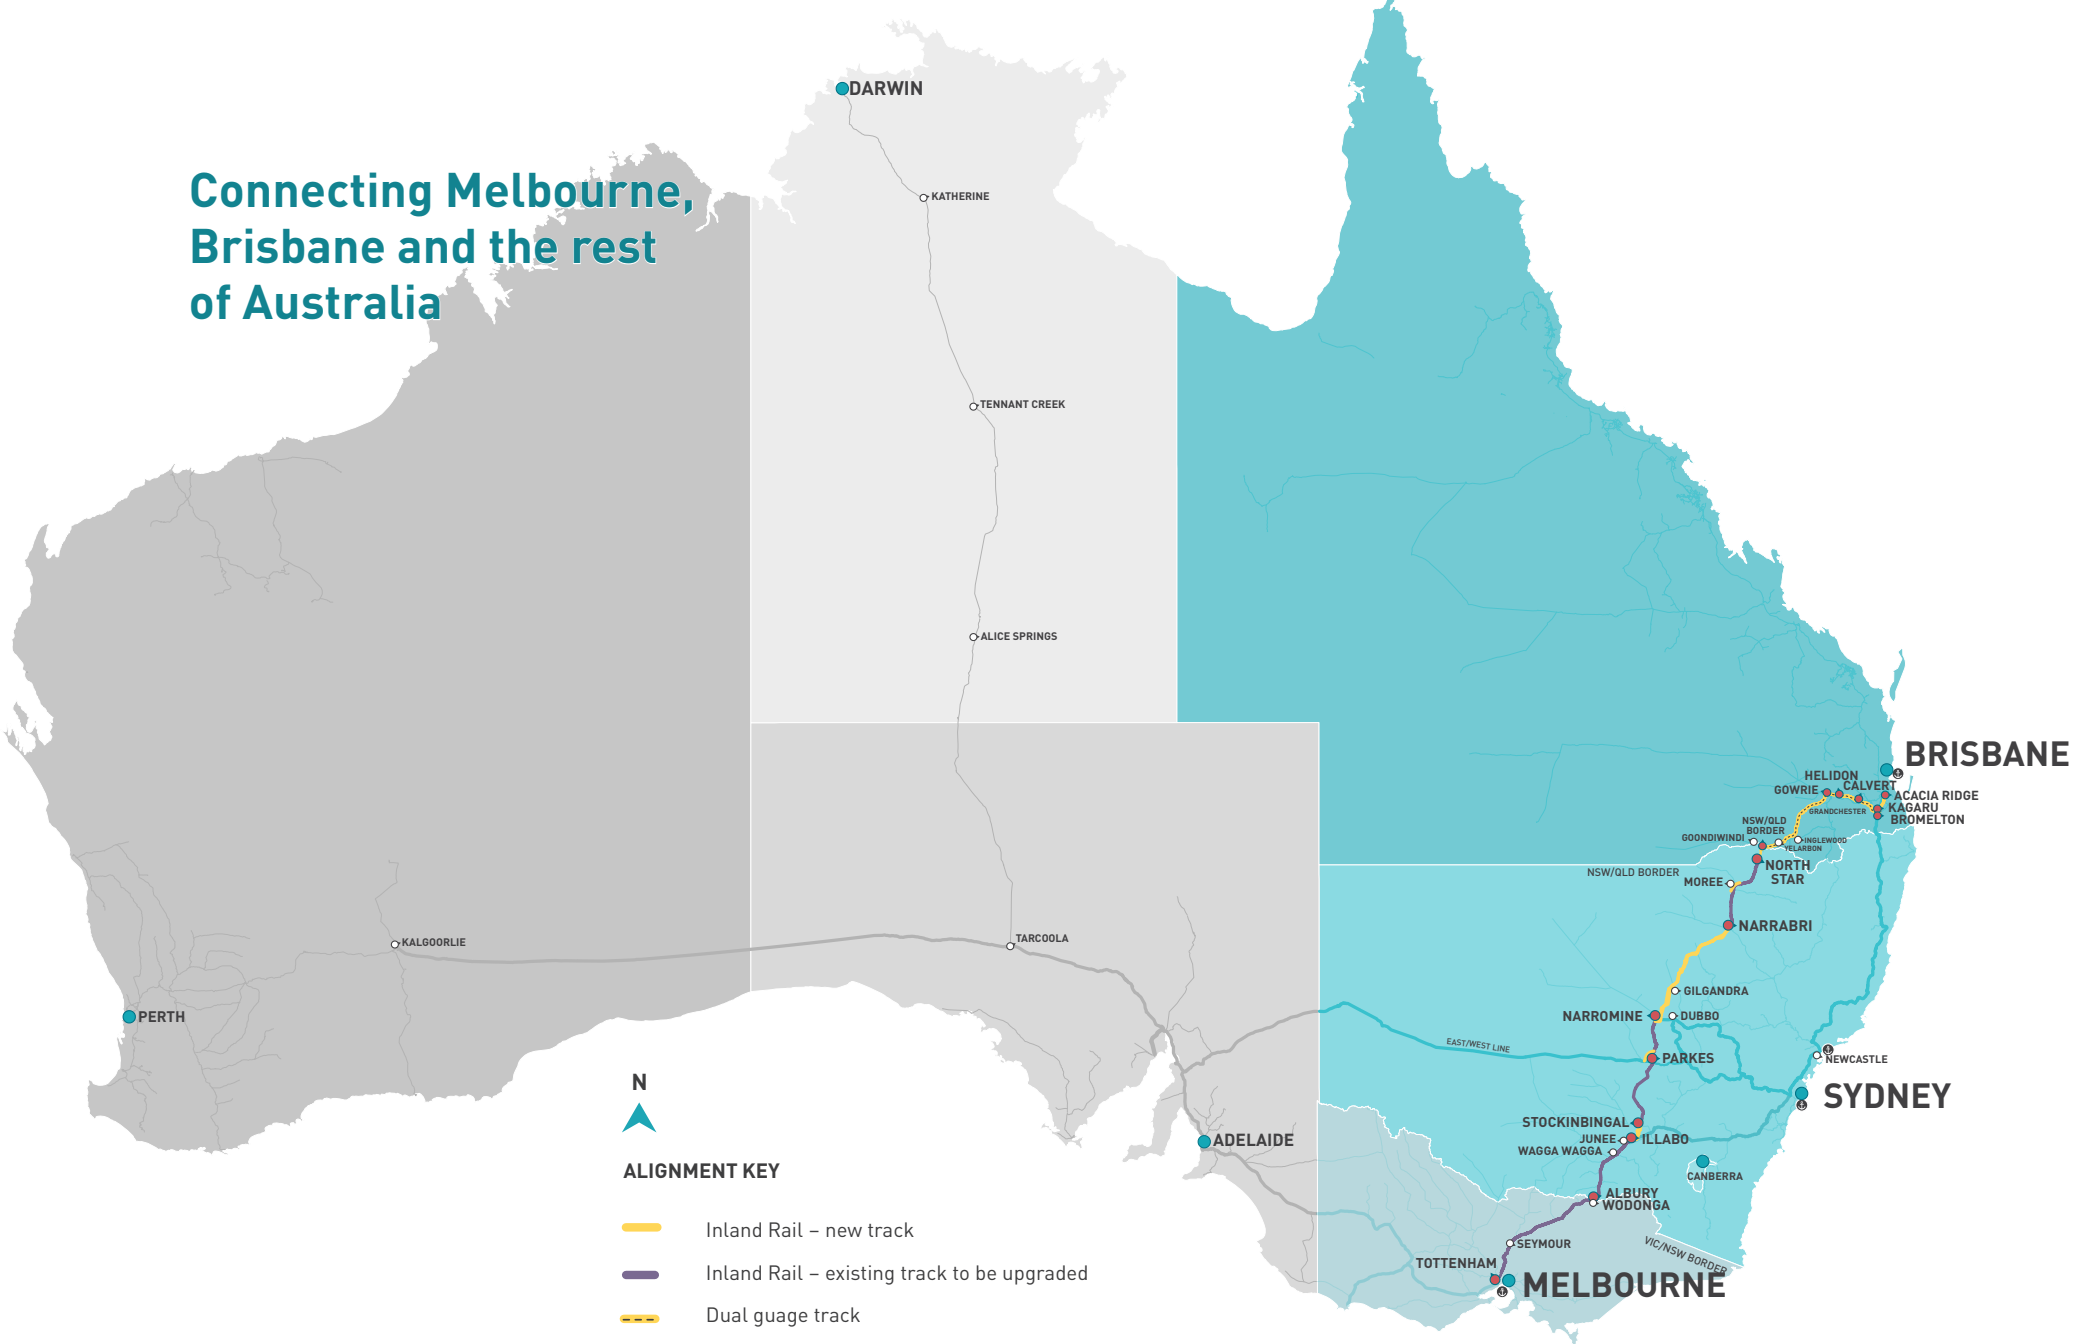 Connecting Melbourne,
Brisbane and the rest
of Australia
DARWIN
KATHERINE
TENNANT CREEK
ALICE SPRINGS
BRISBANE
HELIDON
CALVERT
GOWRIE
ACACIA RIDGE
GRANDCHESTER
KAGARU
BROMELTON
NSW/QLD
BORDER
GOONDIWINDI
INGLEWOOD
YELARBON
NORTH
STAR
NSW/QLD BORDER
MOREE
NARRABRI
KALGOORLIE
TARCOOLA
GILGANDRA
PERTH
NARROMINE
DUBBO
EAST/WEST LINE
PARKES
NEWCASTLE
SYDNEY
STOCKINBINGAL
JUNEE
ILLABO
WAGGA WAGGA
ADELAIDE
CANBERRA
ALBURY
WODONGA
SEYMOUR
VIC/NSW BORDER
TOTTENHAM
MELBOURNE
N
ALIGNMENT KEY
Inland Rail – new track
Inland Rail – existing track to be upgraded
Dual guage track